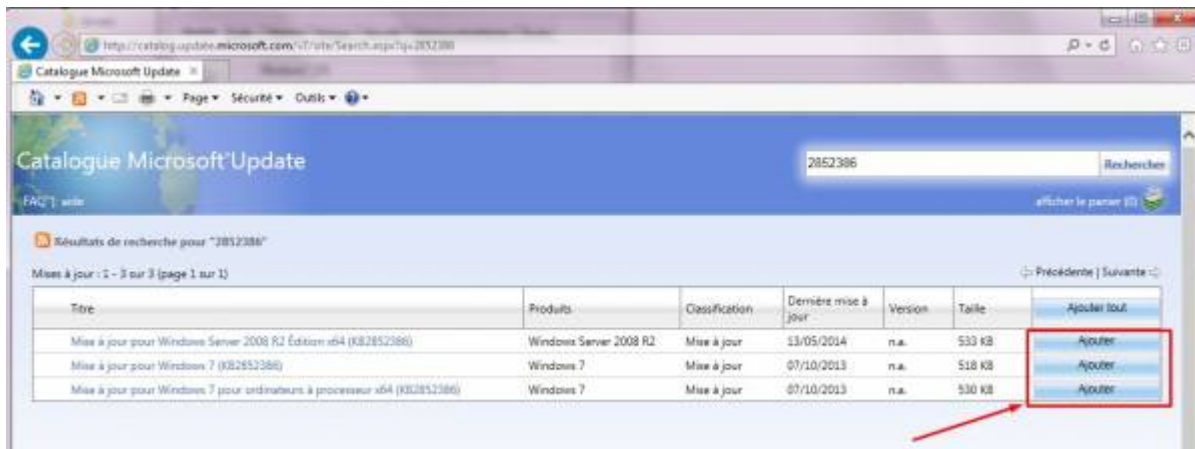 http://catalog.update.microsoft.com/v7/site/Search.aspx?q=2852386
Catalogue Microsoft Update
Page Sécurité Outils
Catalogue Microsoft Update
2852386
Rechercher
FAQ | aide
afficher le panier (0)
Résultats de recherche pour "2852386"
Mises à jour : 1 - 3 sur 3 (page 1 sur 1)
Précédente | Suivante
Titre Produits Classification Dernière mise à jour Version Taille Ajouter tout
Mise à jour pour Windows Server 2008 R2 Édition x64 (KB2852386) Windows Server 2008 R2 Mise à jour 13/05/2014 n.a. 533 KB Ajouter
Mise à jour pour Windows 7 (KB2852386) Windows 7 Mise à jour 07/10/2013 n.a. 518 KB Ajouter
Mise à jour pour Windows 7 pour ordinateurs à processeur x64 (KB2852386) Windows 7 Mise à jour 07/10/2013 n.a. 530 KB Ajouter